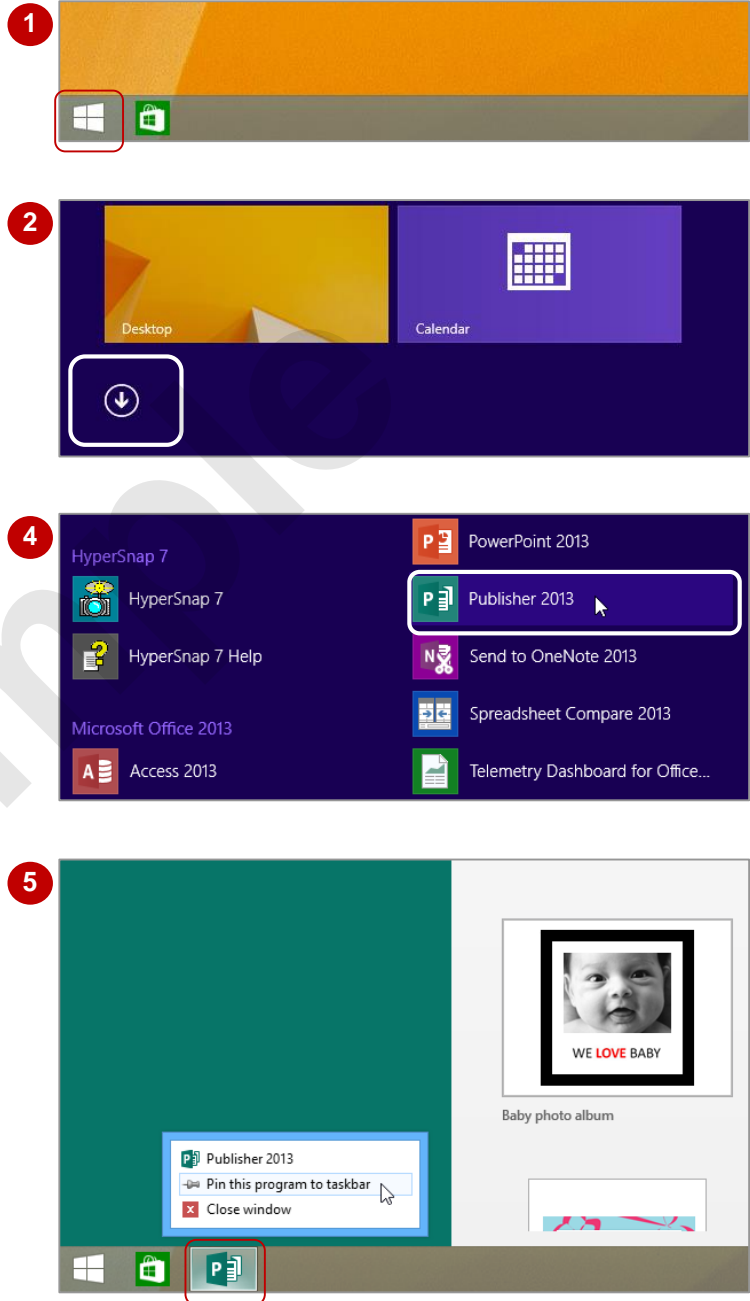 1
2
Desktop
Calendar
4
HyperSnap 7
HyperSnap 7
HyperSnap 7 Help
Microsoft Office 2013
Access 2013
PowerPoint 2013
Publisher 2013
Send to OneNote 2013
Spreadsheet Compare 2013
Telemetry Dashboard for Office...
5
WE LOVE BABY
Baby photo album
Publisher 2013
Pin this program to taskbar
Close window